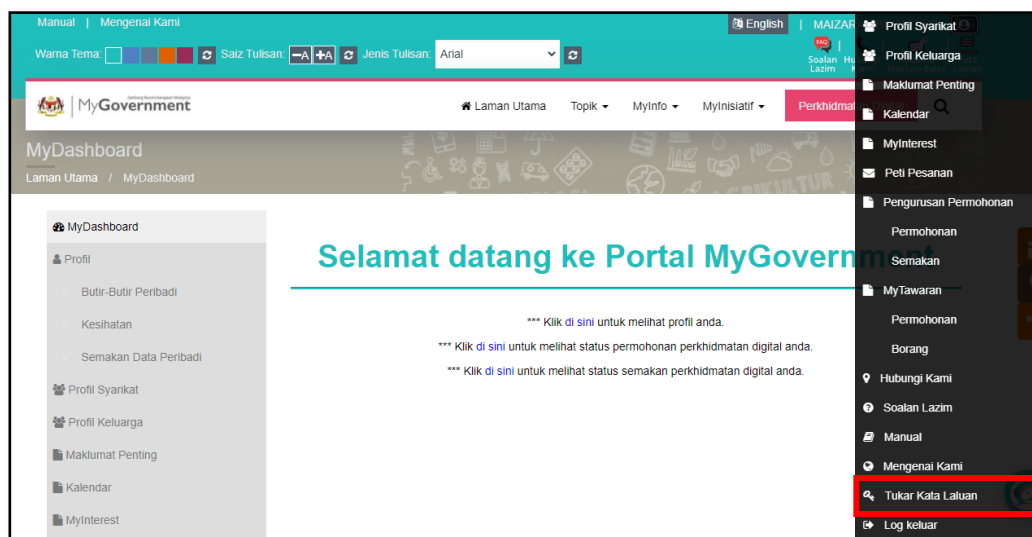 Manual | Mengenai Kami
English | MAIZAR
Warna Tema: Saiz Tulisan: -A +A Jenis Tulisan: Arial
FAQ
Soalan
Lazim
MyGovernment
Laman Utama Topik MyInfo MyInisiatif
MyDashboard
Laman Utama / MyDashboard
MyDashboard
Profil
Butir-Butir Peribadi
Kesihatan
Semakan Data Peribadi
Profil Syarikat
Profil Keluarga
Maklumat Penting
Kalendar
MyInterest
Selamat datang ke Portal MyGovernment
*** Klik di sini untuk melihat profil anda.
*** Klik di sini untuk melihat status permohonan perkhidmatan digital anda.
*** Klik di sini untuk melihat status semakan perkhidmatan digital anda.
Profil Syarikat
Profil Keluarga
Maklumat Penting
Kalendar
MyInterest
Peti Pesanan
Pengurusan Permohonan
Permohonan
Semakan
MyTawaran
Permohonan
Borang
Hubungi Kami
Soalan Lazim
Manual
Mengenai Kami
Tukar Kata Laluan
Log keluar